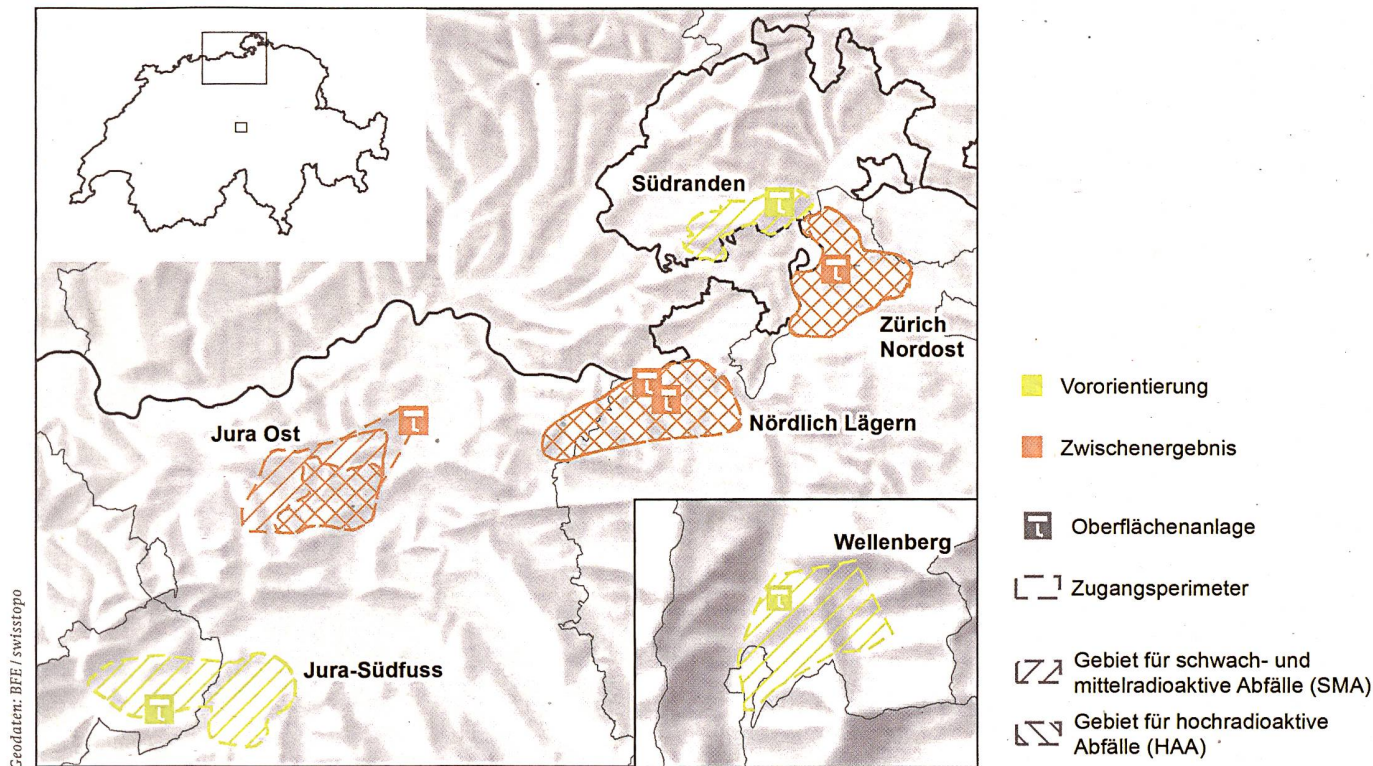 Südranden
Zürich
Nordost
Jura Ost
Nördlich Lägern
Wellenberg
Jura-Südfuss
Vororientierung
Zwischenergebnis
Oberflächenanlage
Zugangsperimeter
Gebiet für schwach- und
mittelradioaktive Abfälle (SMA)
Gebiet für hochradioaktive
Abfälle (HAA)
Geodaten: BFE / swisstopo